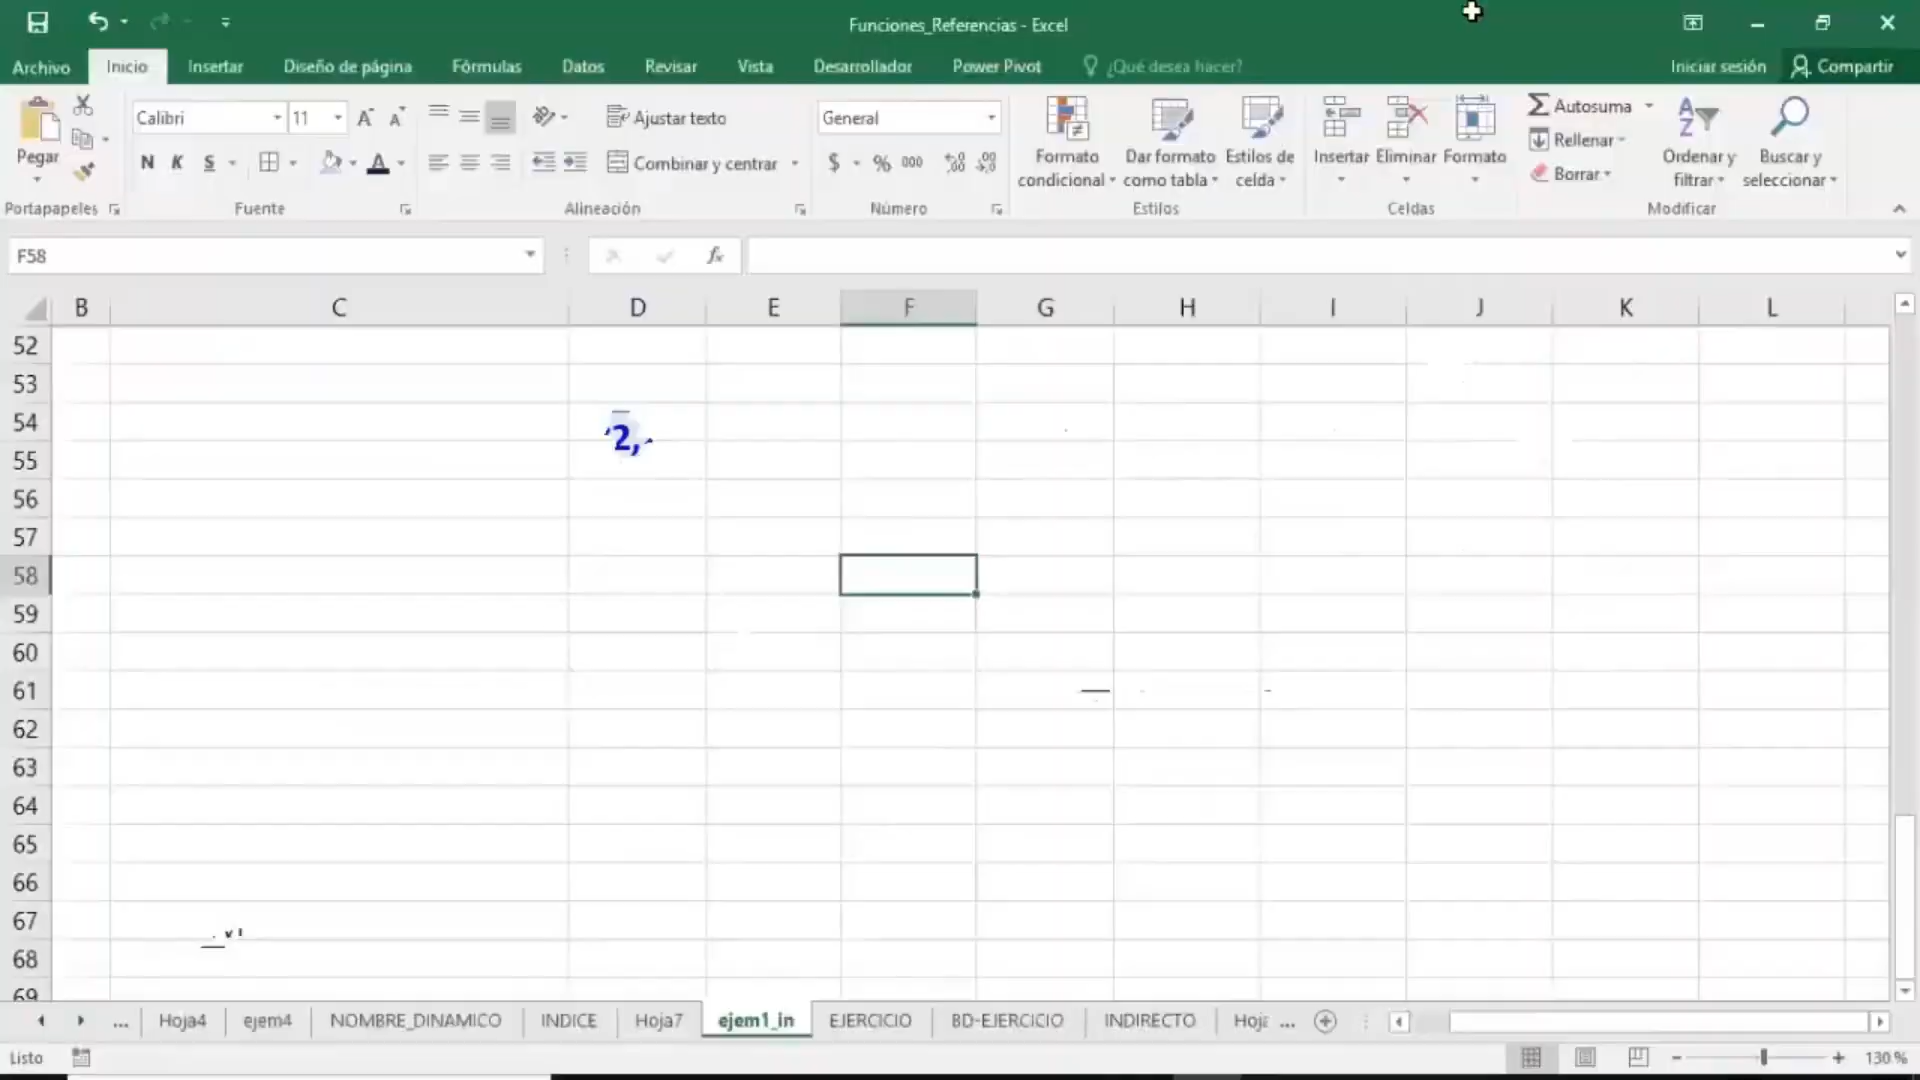 Funciones_Referencias - Excel
Archivo Inicio Insertar Diseño de página Fórmulas Datos Revisar Vista Desarrollador Power Pivot ¿Qué desea hacer? Iniciar sesión Compartir
Pegar
Portapapeles
Calibri 11
N K S
Fuente
Ajustar texto
Combinar y centrar
Alineación
General
$ % 000
Número
Formato condicional
Dar formato como tabla
Estilos de celda
Estilos
Insertar Eliminar Formato
Celdas
Autosuma
Rellenar
Borrar
Ordenar y filtrar
Buscar y seleccionar
Modificar
F58 fx
B C D E F G H I J K L
52
53
54
2,
55
56
57
58
59
60
61
62
63
64
65
66
67
68
69
... Hoja4 ejem4 NOMBRE_DINAMICO INDICE Hoja7 ejem1_in EJERCICIO BD-EJERCICIO INDIRECTO Hoja ...
Listo 130 %